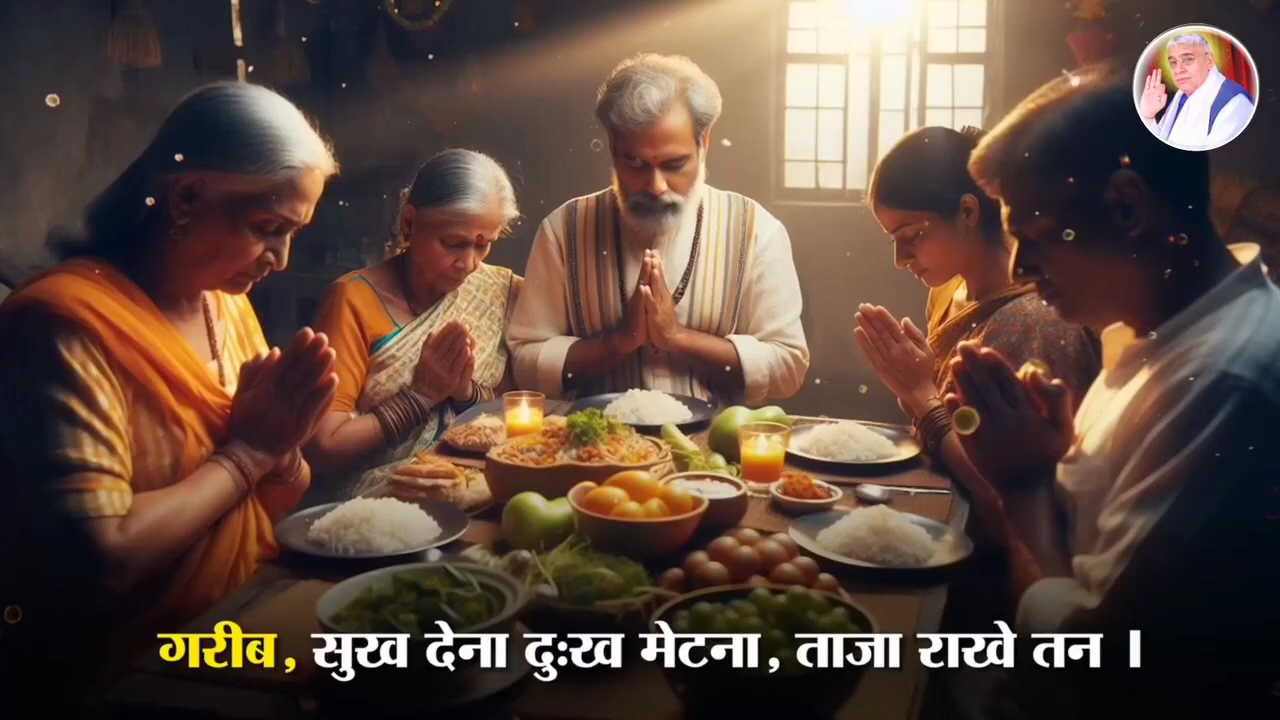 गरीब, सुख देना दुःख मेटना, ताजा राखे तन ।